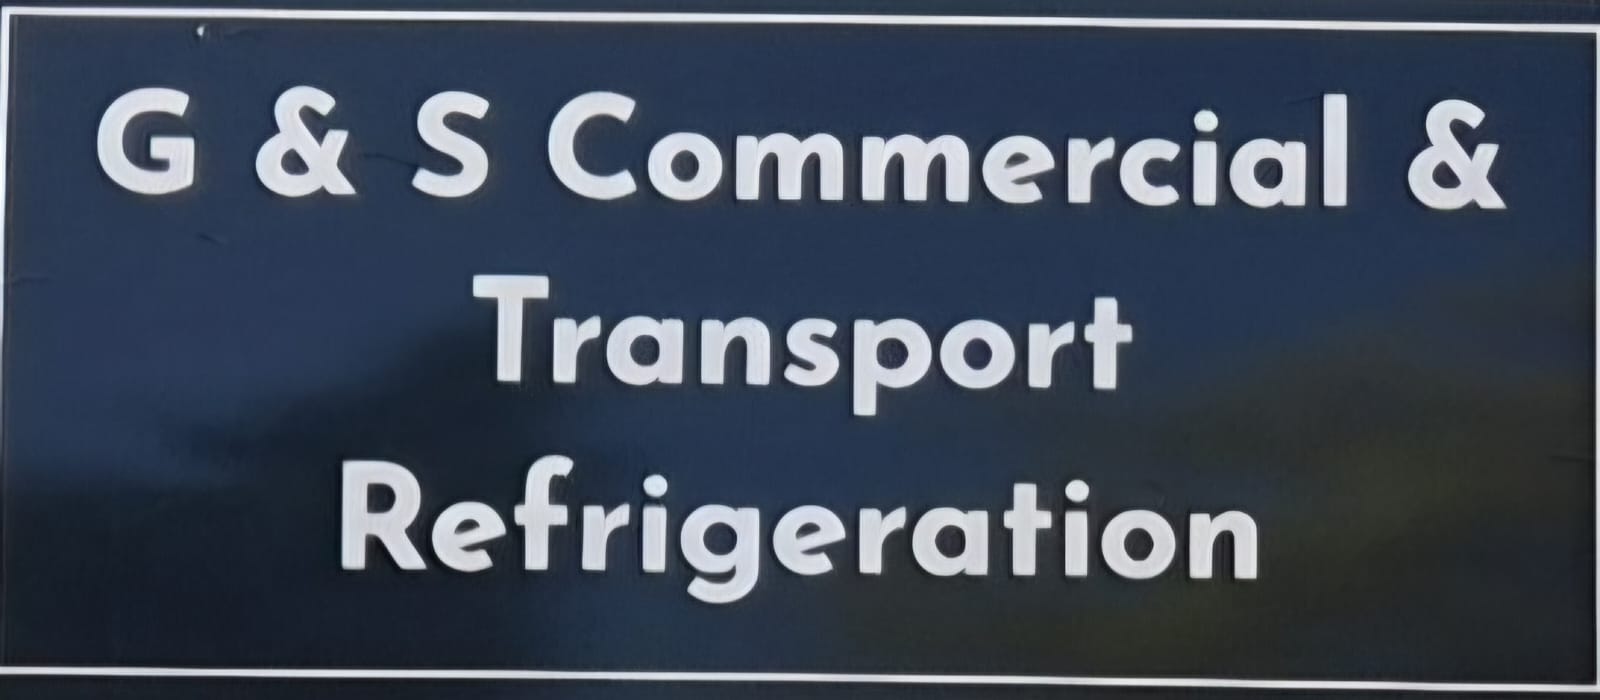 G & S Commercial &
Transport
Refrigeration